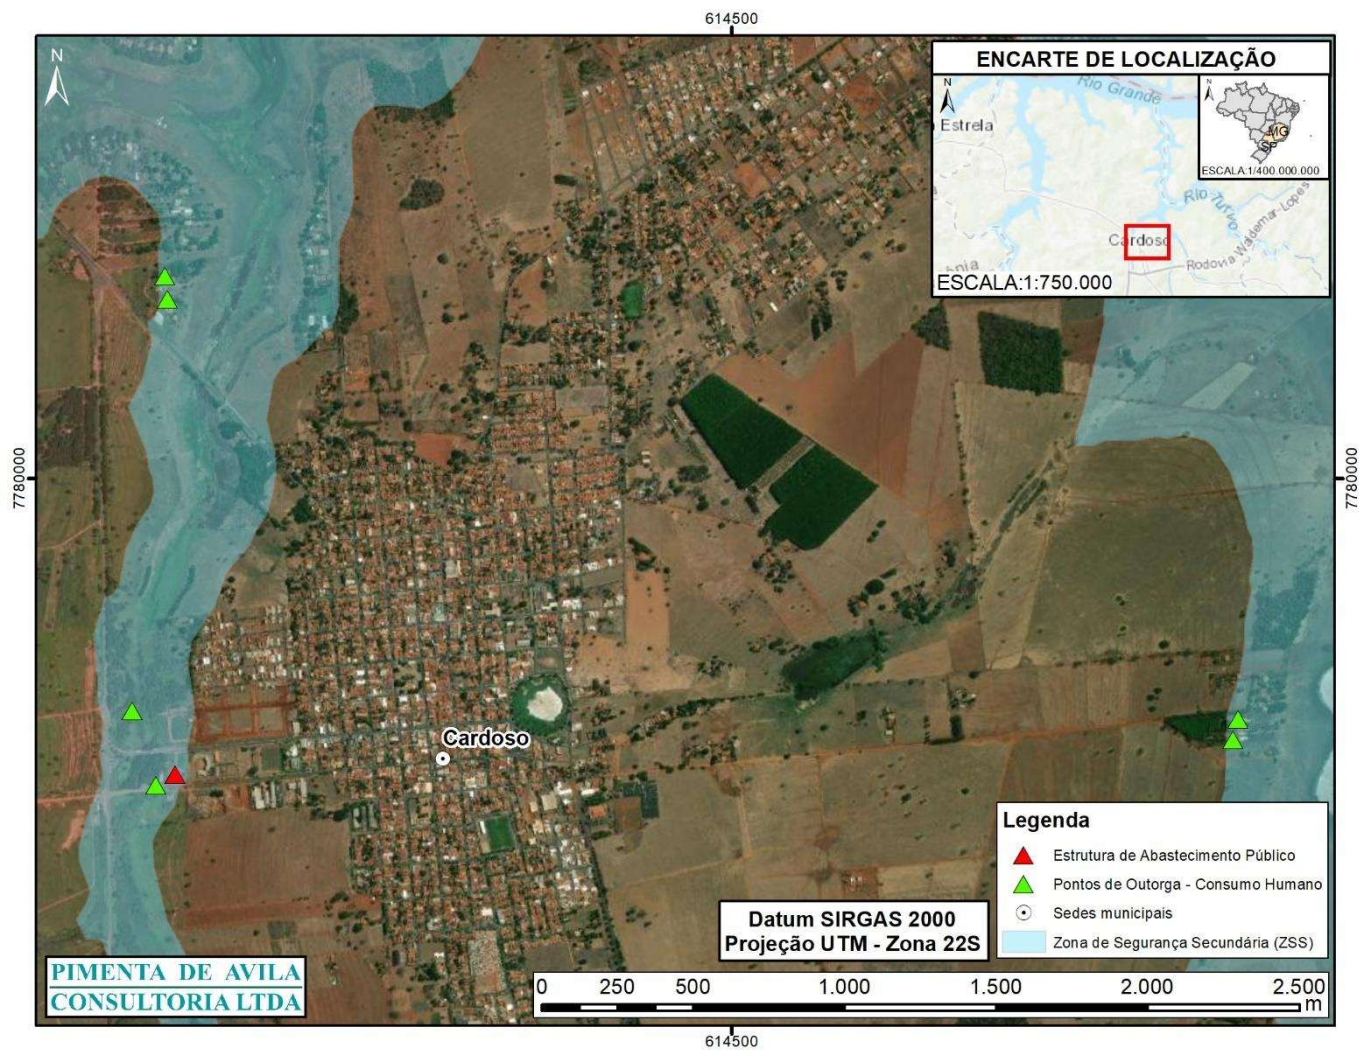 614500
N
ENCARTE DE LOCALIZAÇÃO
N
Rio Grande
Estrela
N
MG
SP
ESCALA:1/400.000.000
Rio Turvo
Cardoso
Rodovia Waldemar-Lopes
ânia
ESCALA:1:750.000
7780000
7780000
Cardoso
Legenda
Estrutura de Abastecimento Público
Pontos de Outorga - Consumo Humano
Sedes municipais
Zona de Segurança Secundária (ZSS)
Datum SIRGAS 2000
Projeção UTM - Zona 22S
PIMENTA DE AVILA
CONSULTORIA LTDA
0 250 500 1.000 1.500 2.000 2.500
m
614500